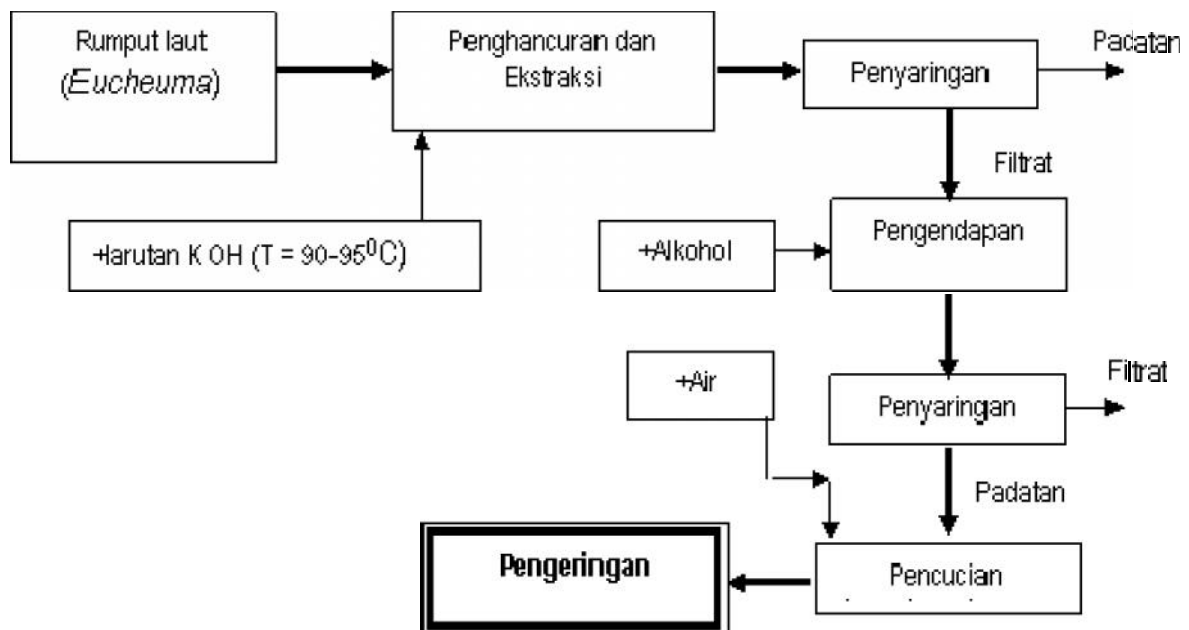 Rumput laut
(Eucheuma)
Penghancuran dan
Ekstraksi
Penyaringan
Padatan
Filtrat
+larutan K OH (T = 90-95⁰C)
+Alkohol
Pengendapan
+Air
Penyaringan
Filtrat
Padatan
Pengeringan
Pencucian